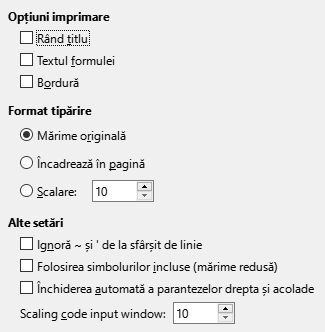 Opțiuni imprimare
Rând titlu
Textul formulei
Bordură
Format tipărire
Mărime originală
Încadrează în pagină
Scalare: 10
Alte setări
Ignoră ~ și ' de la sfârșit de linie
Folosirea simbolurilor incluse (mărime redusă)
Închiderea automată a parantezelor drepta și acolade
Scaling code input window: 10